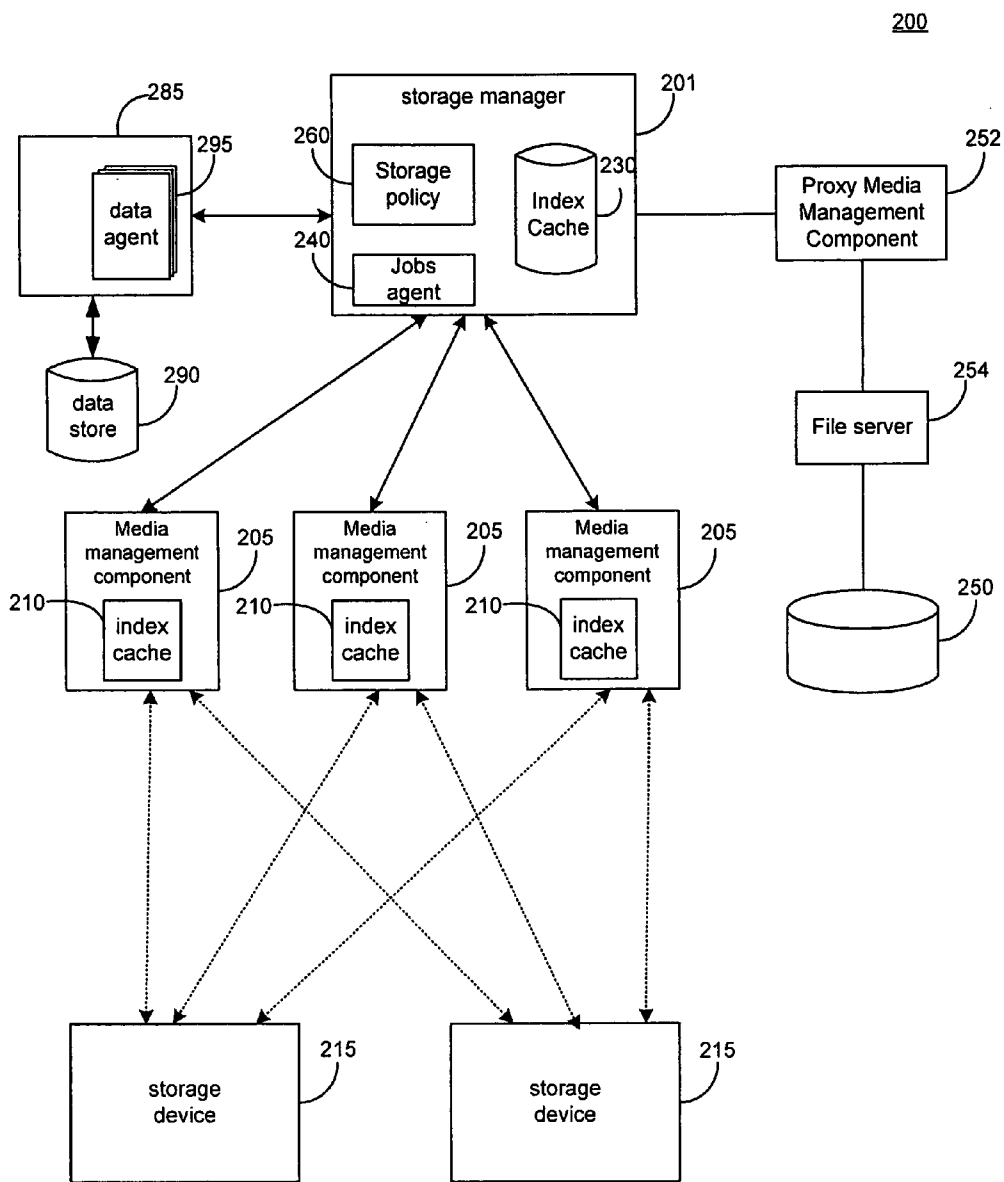 200
285
295
data
agent
storage manager
201
260
Storage
policy
230
Index
Cache
240
Jobs
agent
252
Proxy Media
Management
Component
290
data
store
254
File server
Media
management
component
205
210
index
cache
Media
management
component
205
210
index
cache
Media
management
component
205
210
index
cache
250
storage
device
215
storage
device
215